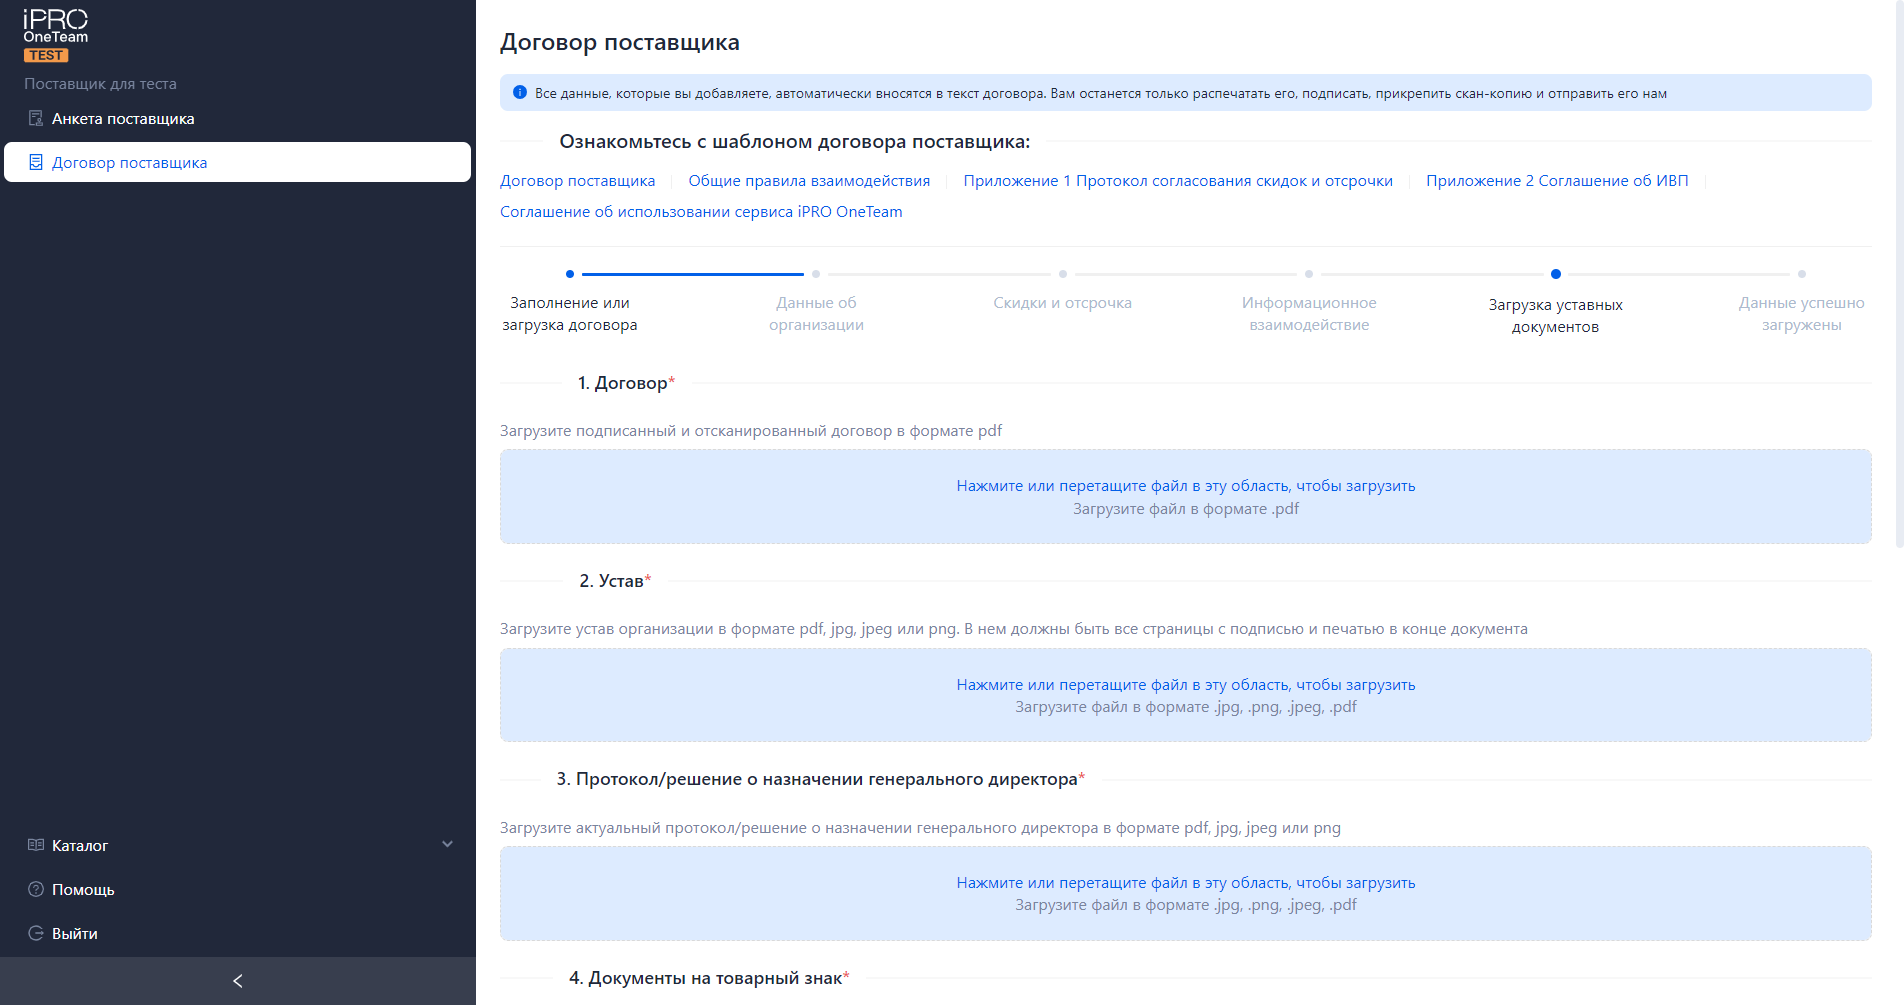 iPRO
OneTeam
TEST
Поставщик для теста
Анкета поставщика
Договор поставщика
Каталог
Помощь
Выйти
Договор поставщика
Все данные, которые вы добавляете, автоматически вносятся в текст договора. Вам останется только распечатать его, подписать, прикрепить скан-копию и отправить его нам
Ознакомьтесь с шаблоном договора поставщика:
Договор поставщика Общие правила взаимодействия Приложение 1 Протокол согласования скидок и отсрочки Приложение 2 Соглашение об ИВП
Соглашение об использовании сервиса iPRO OneTeam
Заполнение или
загрузка договора
Данные об
организации
Скидки и отсрочка
Информационное
взаимодействие
Загрузка уставных
документов
Данные успешно
загружены
1. Договор*
Загрузите подписанный и отсканированный договор в формате pdf
Нажмите или перетащите файл в эту область, чтобы загрузить
Загрузите файл в формате .pdf
2. Устав*
Загрузите устав организации в формате pdf, jpg, jpeg или png. В нем должны быть все страницы с подписью и печатью в конце документа
Нажмите или перетащите файл в эту область, чтобы загрузить
Загрузите файл в формате .jpg, .png, .jpeg, .pdf
3. Протокол/решение о назначении генерального директора*
Загрузите актуальный протокол/решение о назначении генерального директора в формате pdf, jpg, jpeg или png
Нажмите или перетащите файл в эту область, чтобы загрузить
Загрузите файл в формате .jpg, .png, .jpeg, .pdf
4. Документы на товарный знак*